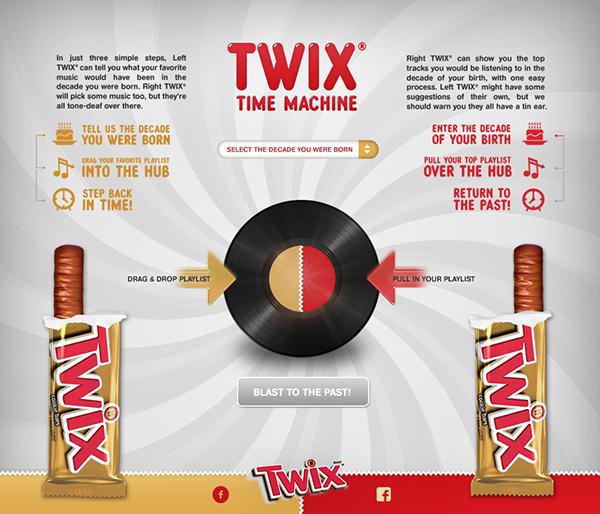 In just three simple steps, Left
TWIX® can tell you what your favorite
music would have been in the
decade you were born. Right TWIX®
will pick some music too, but they're
all tone-deaf over there.
TELL US THE DECADE
YOU WERE BORN
DRAG YOUR FAVORITE PLAYLIST
INTO THE HUB
STEP BACK
IN TIME!
TWIX®
TIME MACHINE
SELECT THE DECADE YOU WERE BORN
Right TWIX® can show you the top
tracks you would be listening to in the
decade of your birth, with one easy
process. Left TWIX® might have some
suggestions of their own, but we
should warn you they all have a tin ear.
ENTER THE DECADE
OF YOUR BIRTH
PULL YOUR TOP PLAYLIST
OVER THE HUB
RETURN TO
THE PAST!
DRAG & DROP PLAYLIST
PULL IN YOUR PLAYLIST
BLAST TO THE PAST!
TWIX
cookie bars
TWIX
cookie bars
f
TWIX
f